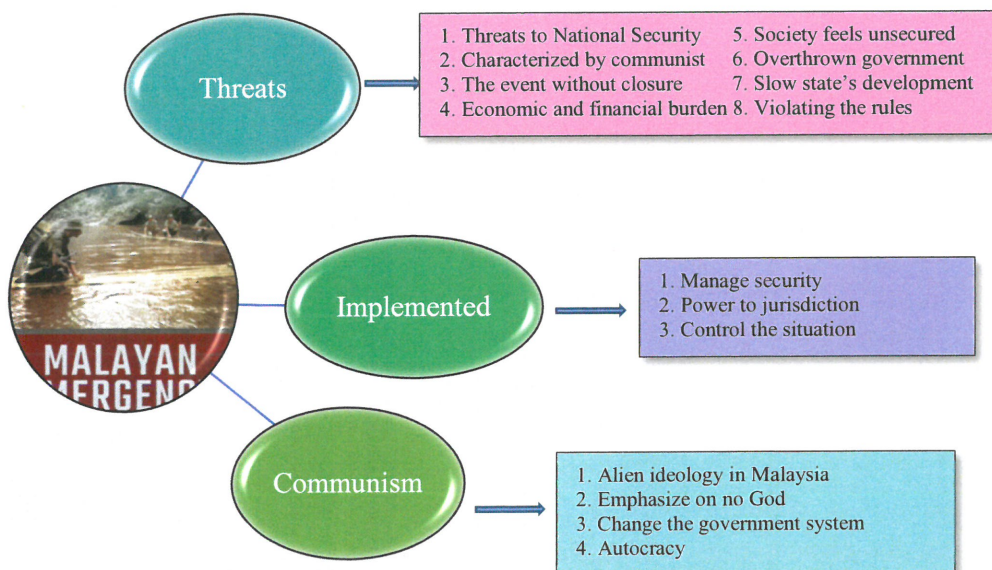 Threats
1. Threats to National Security
2. Characterized by communist
3. The event without closure
4. Economic and financial burden
5. Society feels unsecured
6. Overthrown government
7. Slow state's development
8. Violating the rules
MALAYAN
MERGENC
Implemented
1. Manage security
2. Power to jurisdiction
3. Control the situation
Communism
1. Alien ideology in Malaysia
2. Emphasize on no God
3. Change the government system
4. Autocracy